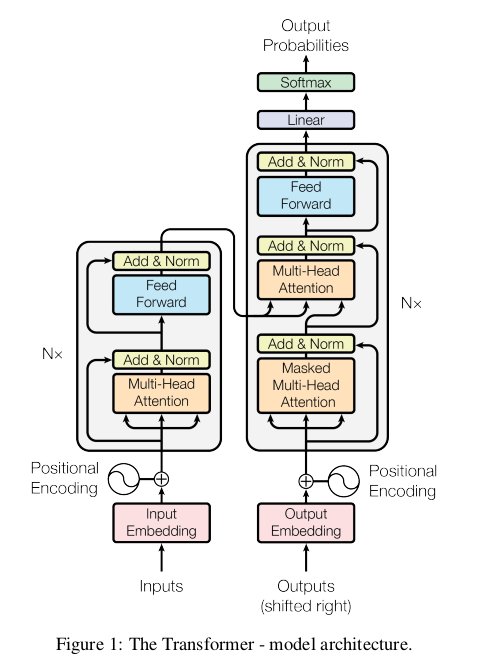 Output
Probabilities
Softmax
Linear
Add & Norm
Feed
Forward
Add & Norm
Multi-Head
Attention
Add & Norm
Masked
Multi-Head
Attention
Nx
Add & Norm
Feed
Forward
Nx
Add & Norm
Multi-Head
Attention
Positional
Encoding
Positional
Encoding
Input
Embedding
Output
Embedding
Inputs
Outputs
(shifted right)
Figure 1: The Transformer - model architecture.